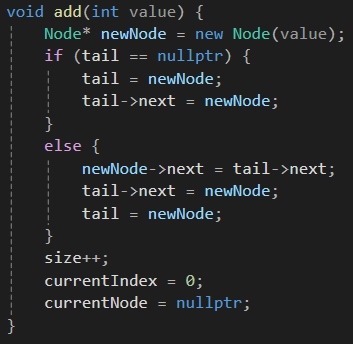 void add(int value) {
    Node* newNode = new Node(value);
    if (tail == nullptr) {
        tail = newNode;
        tail->next = newNode;
    }
    else {
        newNode->next = tail->next;
        tail->next = newNode;
        tail = newNode;
    }
    size++;
    currentIndex = 0;
    currentNode = nullptr;
}